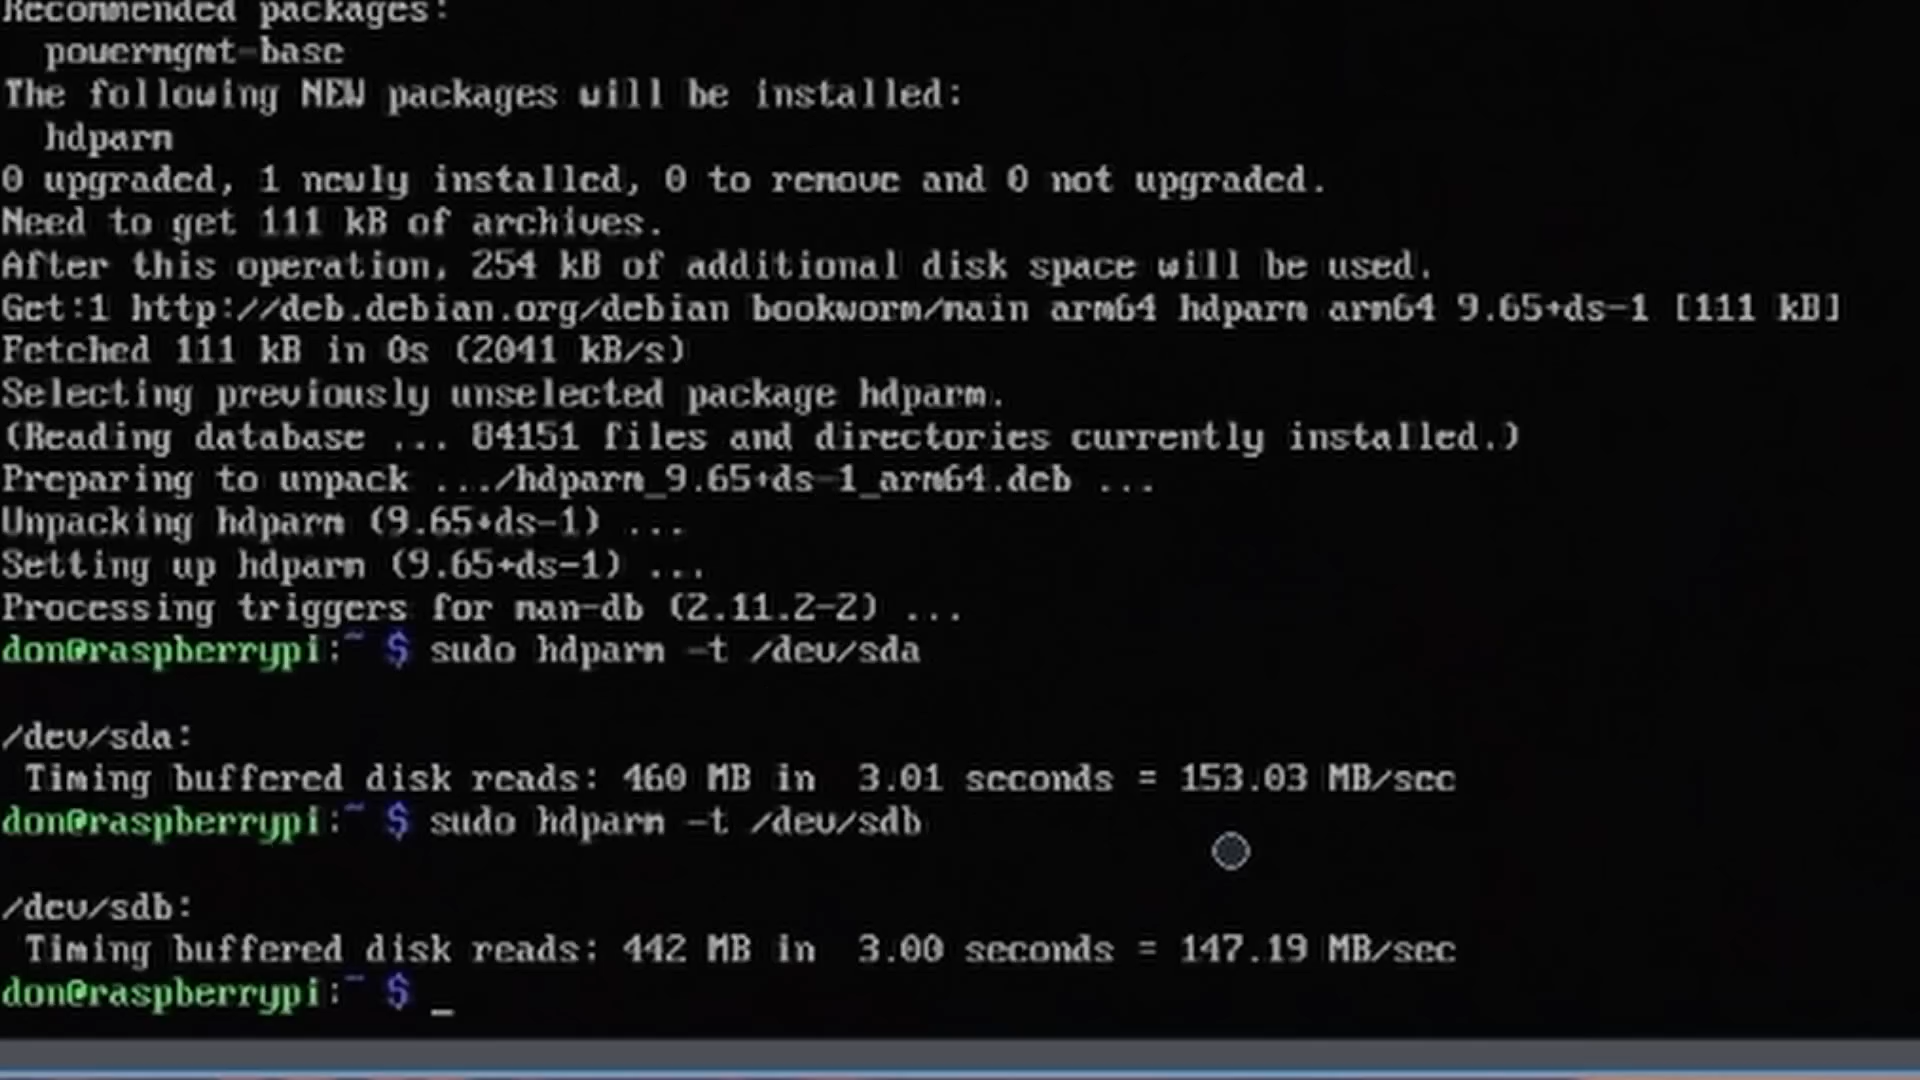 Recommended packages:
powermgmt-base
The following NEW packages will be installed:
hdparm
0 upgraded, 1 newly installed, 0 to remove and 0 not upgraded.
Need to get 111 kB of archives.
After this operation, 254 kB of additional disk space will be used.
Get:1 http://deb.debian.org/debian bookworm/main arm64 hdparm arm64 9.65+ds-1 [111 kB]
Fetched 111 kB in 0s (2041 kB/s)
Selecting previously unselected package hdparm.
(Reading database ... 84151 files and directories currently installed.)
Preparing to unpack .../hdparm_9.65+ds-1_arm64.deb ...
Unpacking hdparm (9.65+ds-1) ...
Setting up hdparm (9.65+ds-1) ...
Processing triggers for man-db (2.11.2-2) ...
don@raspberrypi:~ $ sudo hdparm -t /dev/sda
/dev/sda:
Timing buffered disk reads: 460 MB in  3.01 seconds = 153.03 MB/sec
don@raspberrypi:~ $ sudo hdparm -t /dev/sdb
/dev/sdb:
Timing buffered disk reads: 442 MB in  3.00 seconds = 147.19 MB/sec
don@raspberrypi:~ $ _